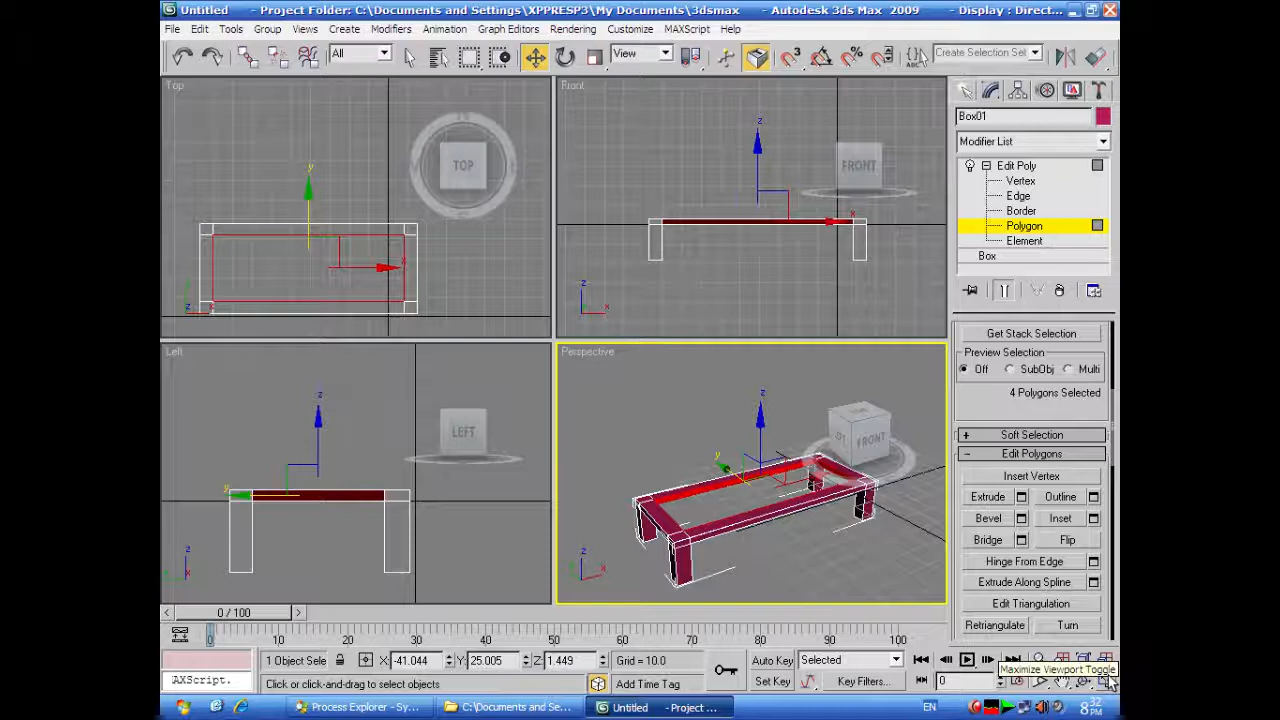 Untitled - Project Folder: C:\Documents and Settings\XPPRESP3\My Documents\3dsmax - Autodesk 3ds Max 2009 - Display : Direct...
File Edit Tools Group Views Create Modifiers Animation Graph Editors Rendering Customize MAXScript Help
All View Create Selection Set
Top Front
TOP FRONT
Left Perspective
LEFT FRONT
Box01
Modifier List
Edit Poly
Vertex
Edge
Border
Polygon
Element
Box
Get Stack Selection
Preview Selection
Off SubObj Multi
4 Polygons Selected
+ Soft Selection
- Edit Polygons
Insert Vertex
Extrude Outline
Bevel Inset
Bridge Flip
Hinge From Edge
Extrude Along Spline
Edit Triangulation
Retriangulate Turn
< 0 / 100 >
0 10 20 30 40 50 60 70 80 90 100
1 Object Sele X: -41.044 Y: 25.005 Z: 1.449 Grid = 10.0 Auto Key Selected
Maximize Viewport Toggle
AXScript. Click or click-and-drag to select objects Add Time Tag Set Key Key Filters... 0
Process Explorer - Sy... C:\Documents and Se... Untitled - Project ... EN 8:32 PM